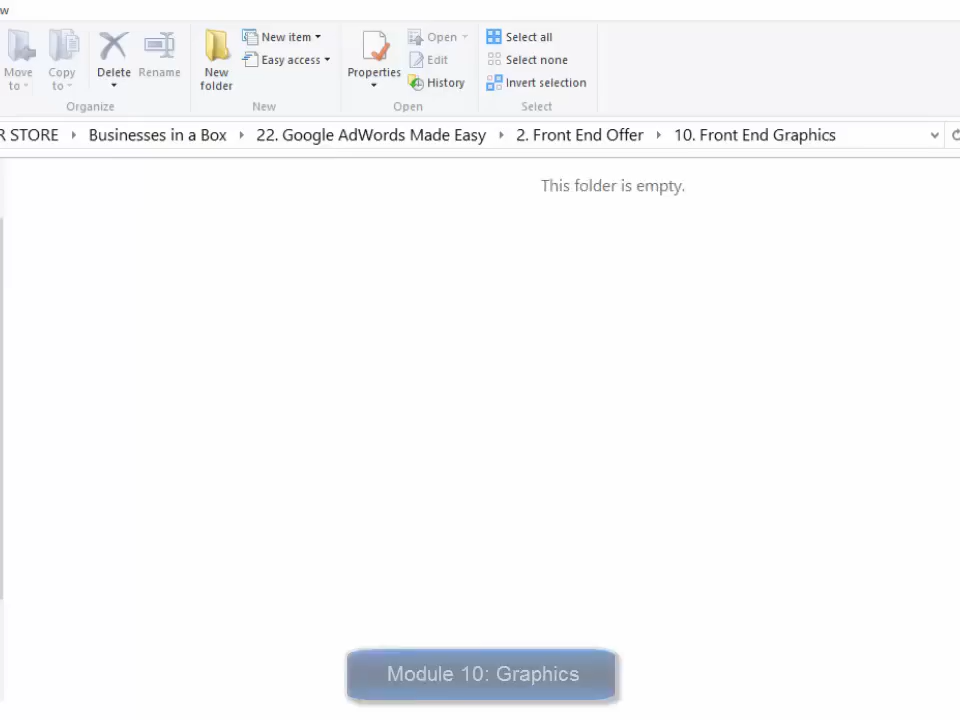 w
Move to
Copy to
Delete
Rename
New folder
New item
Easy access
Properties
Open
Edit
History
Select all
Select none
Invert selection
Organize
New
Open
Select
R STORE
Businesses in a Box
22. Google AdWords Made Easy
2. Front End Offer
10. Front End Graphics
This folder is empty.
Module 10: Graphics